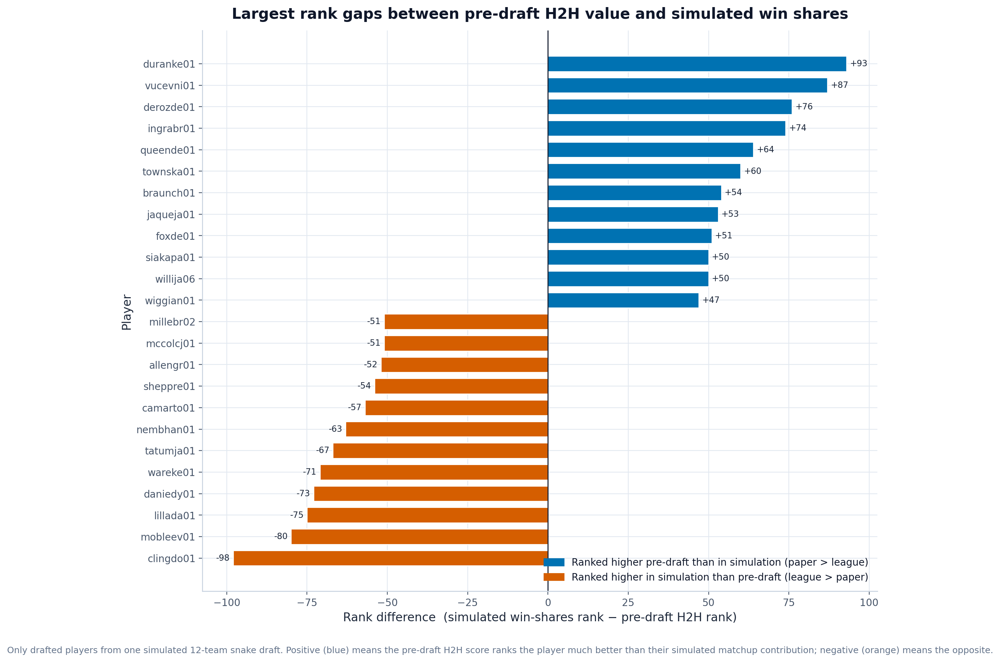 Largest rank gaps between pre-draft H2H value and simulated win shares
duranke01 +93
vucevni01 +87
derozde01 +76
ingrabr01 +74
queende01 +64
townska01 +60
braunch01 +54
jaqueja01 +53
foxde01 +51
siakapa01 +50
willija06 +50
wiggian01 +47
Player
millebr02 -51
mccolcj01 -51
allengr01 -52
sheppre01 -54
camarto01 -57
nembhan01 -63
tatumja01 -67
wareke01 -71
daniedy01 -73
lillada01 -75
mobleev01 -80
clingdo01 -98
Ranked higher pre-draft than in simulation (paper > league)
Ranked higher in simulation than pre-draft (league > paper)
−100 −75 −50 −25 0 25 50 75 100
Rank difference (simulated win-shares rank − pre-draft H2H rank)
Only drafted players from one simulated 12-team snake draft. Positive (blue) means the pre-draft H2H score ranks the player much better than their simulated matchup contribution; negative (orange) means the opposite.